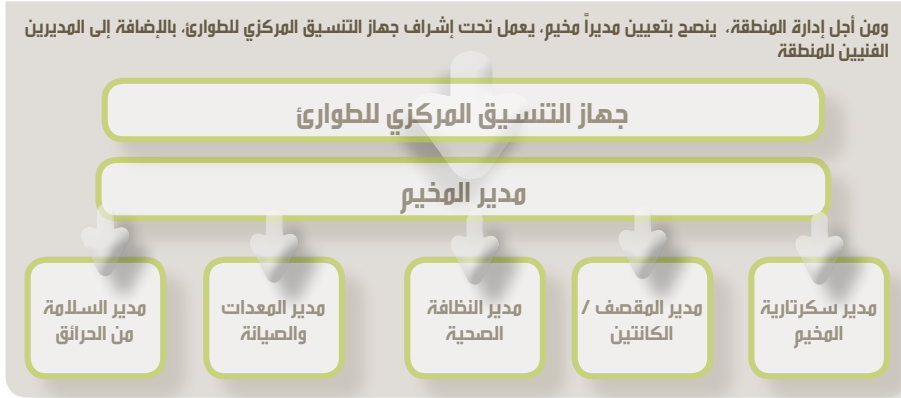 ومن أجل إدارة المنطقة، ينصح بتعيين مديراً مخيم، يعمل تحت إشراف جهاز التنسيق المركزي للطوارئ، بالإضافة إلى المديرين
الفنيين للمنطقة
جهاز التنسيق المركزي للطوارئ
مدير المخيم
مدير سكرتارية
المخيم
مدير المقصف /
الكانتين
مدير النظافة
الصحية
مدير المعدات
والصيانة
مدير السلامة
من الحرائق